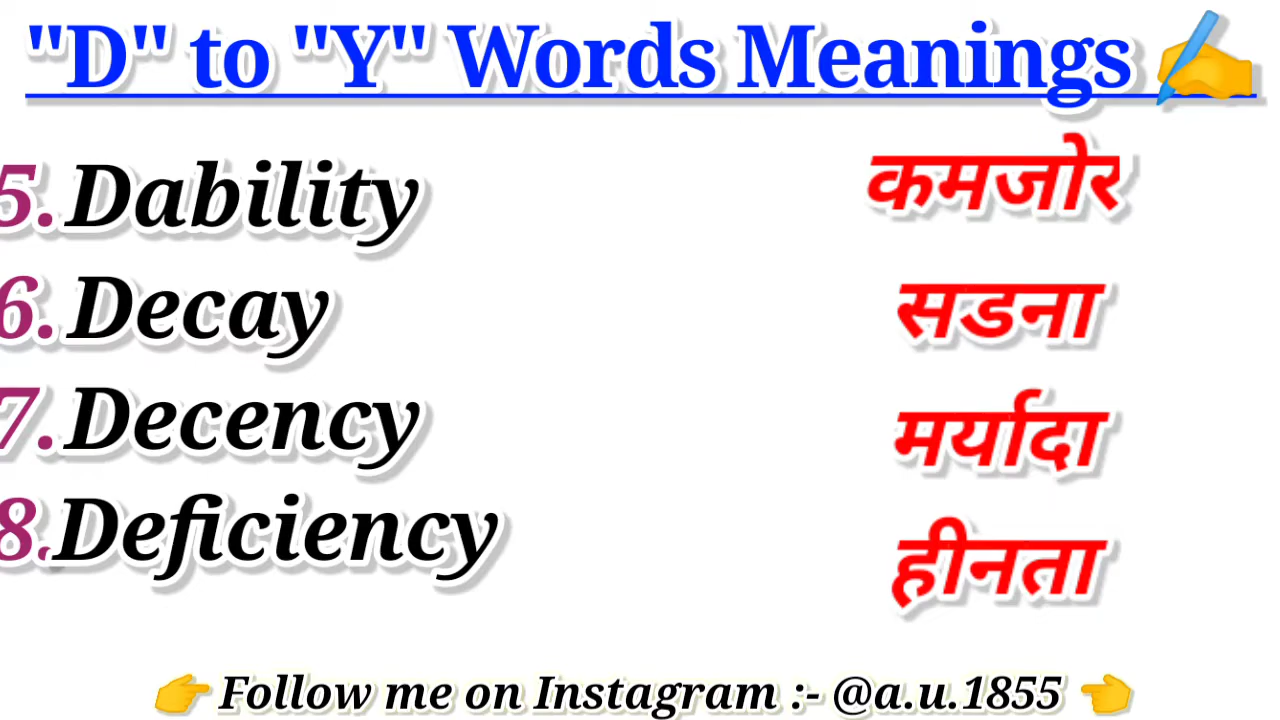 "D" to "Y" Words Meanings ✍
5. Dability कमजोर
6. Decay सडना
7. Decency मर्यादा
8. Deficiency हीनता
👉 Follow me on Instagram :- @a.u.1855 👈